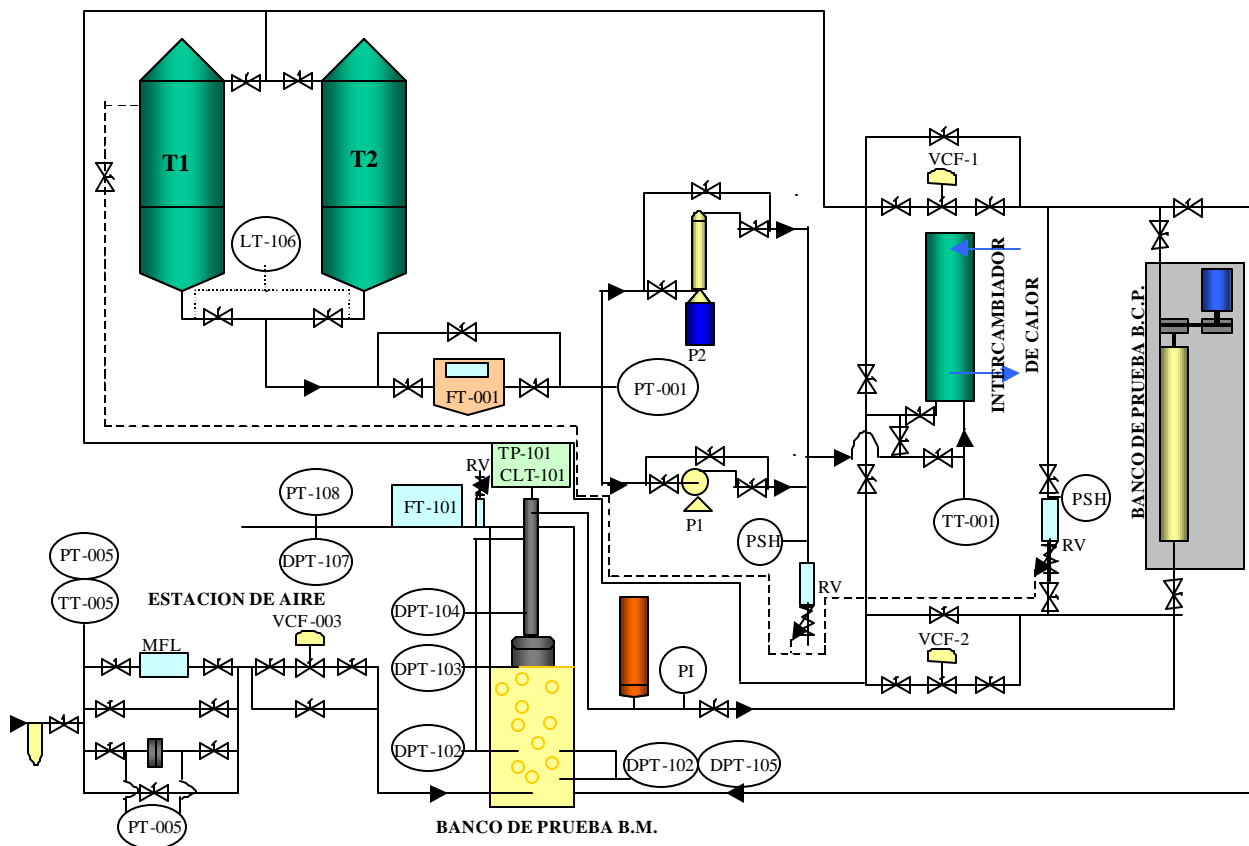 T1
T2
LT-106
VCF-1
INTERCAMBIADOR
DE CALOR
BANCO DE PRUEBA B.C.P.
P2
FT-001
PT-001
TP-101
CLT-101
RV
PT-108
FT-101
P1
TT-001
PSH
RV
PSH
RV
PT-005
DPT-107
TT-005
ESTACION DE AIRE
VCF-003
DPT-104
MFL
DPT-103
PI
VCF-2
DPT-102
DPT-102
DPT-105
PT-005
BANCO DE PRUEBA B.M.